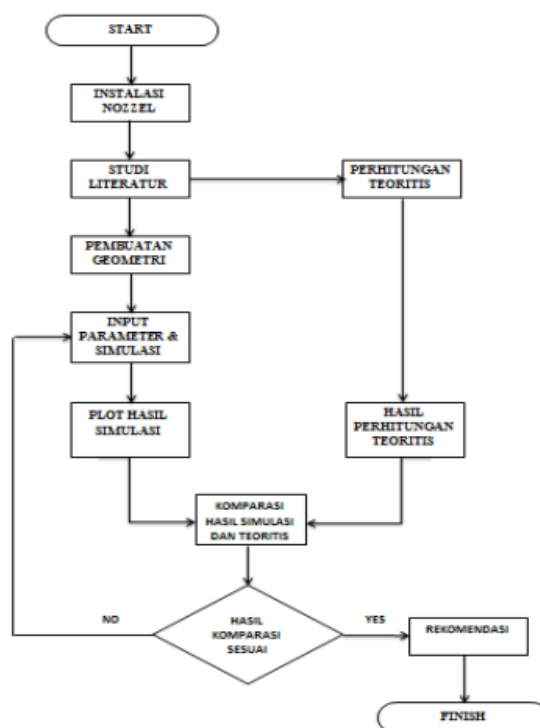 START
INSTALASI
NOZZEL
STUDI
LITERATUR
PERHITUNGAN
TEORITIS
PEMBUATAN
GEOMETRI
INPUT
PARAMETER &
SIMULASI
PLOT HASIL
SIMULASI
HASIL
PERHITUNGAN
TEORITIS
KOMPARASI
HASIL SIMULASI
DAN TEORITIS
NO
HASIL
KOMPARASI
SESUAI
YES
REKOMENDASI
FINISH